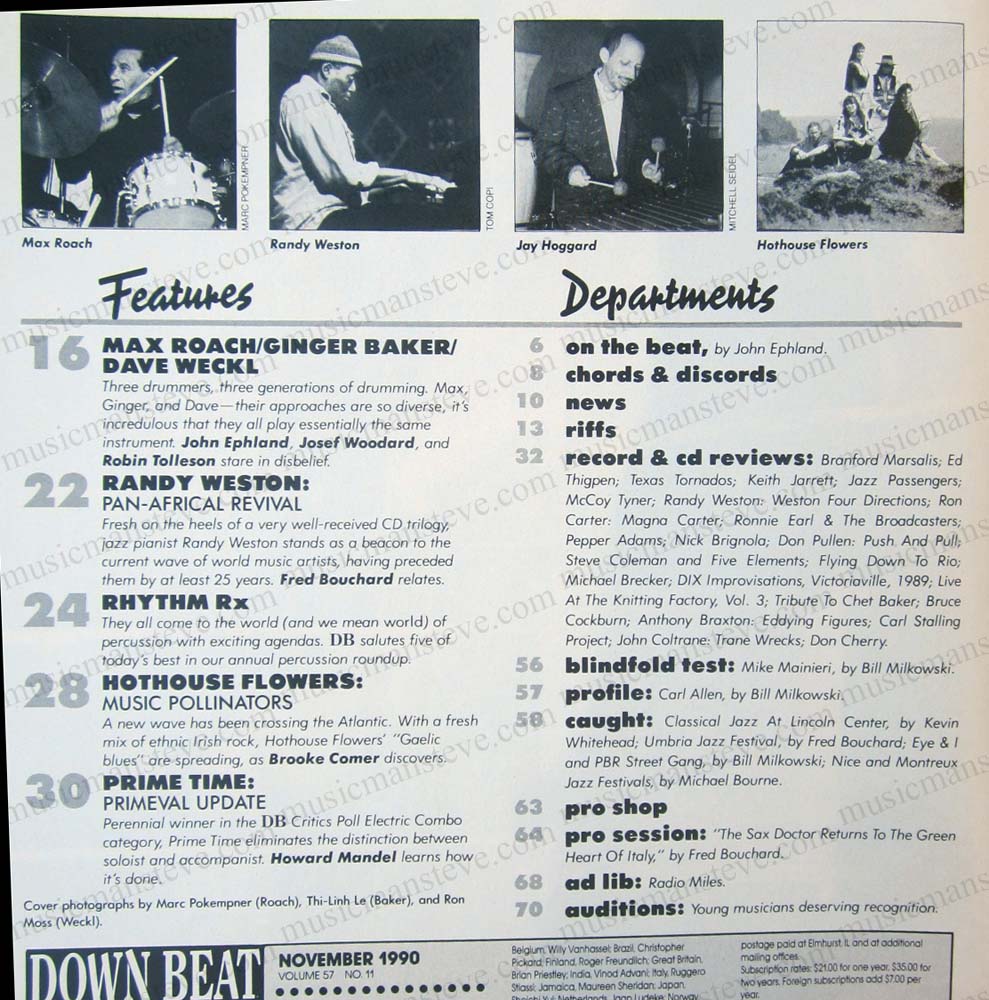 MARC POKEMPNER
TOM COPI
MITCHELL SEIDEL
Max Roach
Randy Weston
Jay Hoggard
Hothouse Flowers
Features
16 MAX ROACH/GINGER BAKER/
DAVE WECKL
Three drummers, three generations of drumming. Max,
Ginger, and Dave—their approaches are so diverse, it's
incredulous that they all play essentially the same
instrument. John Ephland, Josef Woodard, and
Robin Tolleson stare in disbelief.
22 RANDY WESTON:
PAN-AFRICAL REVIVAL
Fresh on the heels of a very well-received CD trilogy,
jazz pianist Randy Weston stands as a beacon to the
current wave of world music artists, having preceded
them by at least 25 years. Fred Bouchard relates.
24 RHYTHM Rx
They all come to the world (and we mean world) of
percussion with exciting agendas. DB salutes five of
today's best in our annual percussion roundup.
28 HOTHOUSE FLOWERS:
MUSIC POLLINATORS
A new wave has been crossing the Atlantic. With a fresh
mix of ethnic Irish rock, Hothouse Flowers' "Gaelic
blues" are spreading, as Brooke Comer discovers.
30 PRIME TIME:
PRIMEVAL UPDATE
Perennial winner in the DB Critics Poll Electric Combo
category, Prime Time eliminates the distinction between
soloist and accompanist. Howard Mandel learns how
it's done.
Cover photographs by Marc Pokempner (Roach), Thi-Linh Le (Baker), and Ron
Moss (Weckl).
Departments
6 on the beat, by John Ephland.
8 chords & discords
10 news
13 riffs
32 record & cd reviews: Branford Marsalis; Ed
Thigpen; Texas Tornados; Keith Jarrett; Jazz Passengers;
McCoy Tyner; Randy Weston: Weston Four Directions; Ron
Carter: Magna Carter; Ronnie Earl & The Broadcasters;
Pepper Adams; Nick Brignola; Don Pullen: Push And Pull;
Steve Coleman and Five Elements; Flying Down To Rio;
Michael Brecker; DIX Improvisations, Victoriaville, 1989; Live
At The Knitting Factory, Vol. 3; Tribute To Chet Baker; Bruce
Cockburn; Anthony Braxton: Eddying Figures; Carl Stalling
Project; John Coltrane: Trane Wrecks; Don Cherry.
56 blindfold test: Mike Mainieri, by Bill Milkowski.
57 profile: Carl Allen, by Bill Milkowski.
58 caught: Classical Jazz At Lincoln Center, by Kevin
Whitehead; Umbria Jazz Festival, by Fred Bouchard; Eye & I
and PBR Street Gang, by Bill Milkowski; Nice and Montreux
Jazz Festivals, by Michael Bourne.
63 pro shop
64 pro session: "The Sax Doctor Returns To The Green
Heart Of Italy," by Fred Bouchard.
68 ad lib: Radio Miles.
70 auditions: Young musicians deserving recognition.
DOWN BEAT
NOVEMBER 1990
VOLUME 57 NO. 11
Belgium, Willy Vanhassel; Brazil, Christopher
Pickard; Finland, Roger Freundlich; Great Britain,
Brian Priestley; India, Vinod Advani; Italy, Ruggero
Stiassi; Jamaica, Maureen Sheridan; Japan,
Shoichi Yui; Netherlands, Jaap Ludeke; Norway,
postage paid at Elmhurst, IL and at additional
mailing offices.
Subscription rates: $21.00 for one year, $35.00 for
two years. Foreign subscriptions add $7.00 per
year.
musicmansteve.com